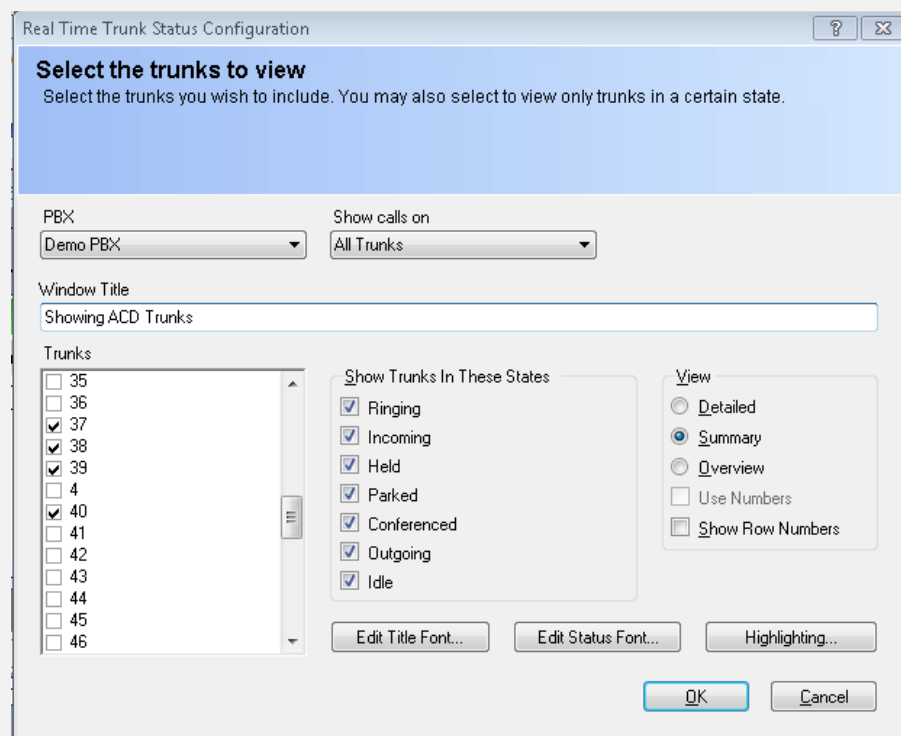 Real Time Trunk Status Configuration
Select the trunks to view
Select the trunks you wish to include. You may also select to view only trunks in a certain state.
PBX
Show calls on
Demo PBX
All Trunks
Window Title
Showing ACD Trunks
Trunks
35
36
37
38
39
4
40
41
42
43
44
45
46
Show Trunks In These States
Ringing
Incoming
Held
Parked
Conferenced
Outgoing
Idle
View
Detailed
Summary
Overview
Use Numbers
Show Row Numbers
Edit Title Font...
Edit Status Font...
Highlighting...
OK
Cancel